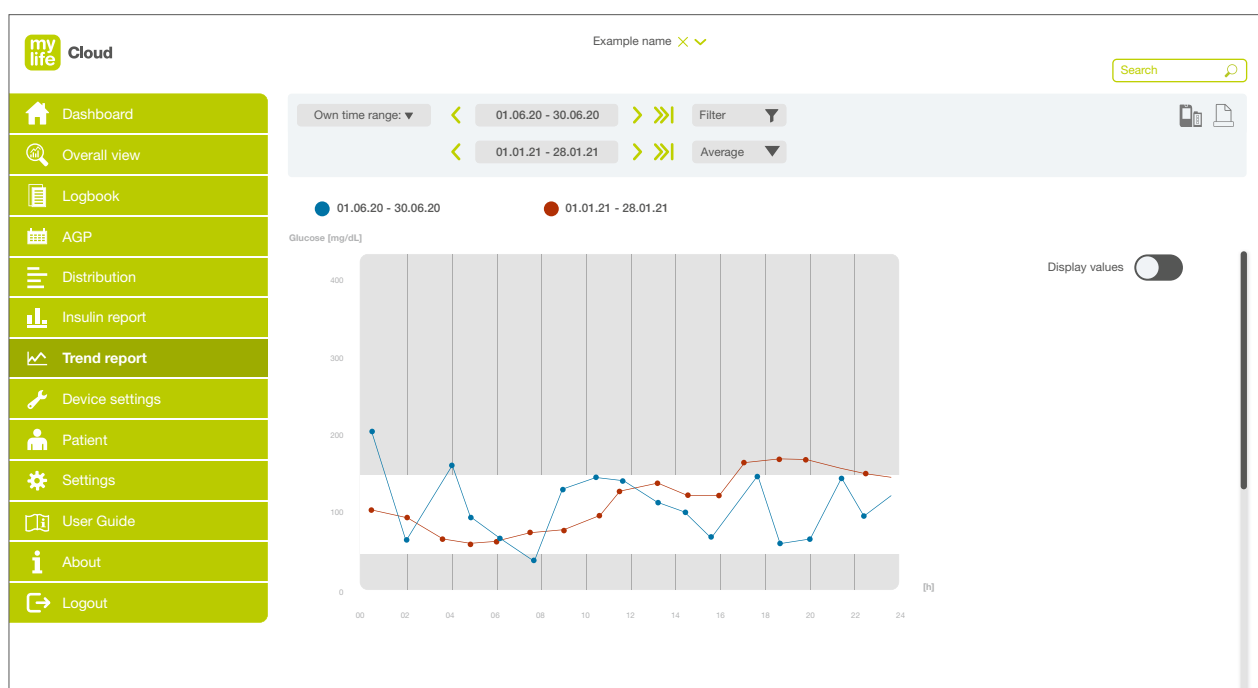 my
life
Cloud
Example name
Search
Dashboard
Overall view
Logbook
AGP
Distribution
Insulin report
Trend report
Device settings
Patient
Settings
User Guide
About
Logout
Own time range: 01.06.20 - 30.06.20 Filter
01.01.21 - 28.01.21 Average
01.06.20 - 30.06.20 01.01.21 - 28.01.21
Glucose [mg/dL]
Display values
400
300
200
100
0
[h]
00 02 04 06 08 10 12 14 16 18 20 22 24